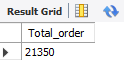 Result Grid
Total_order
21350